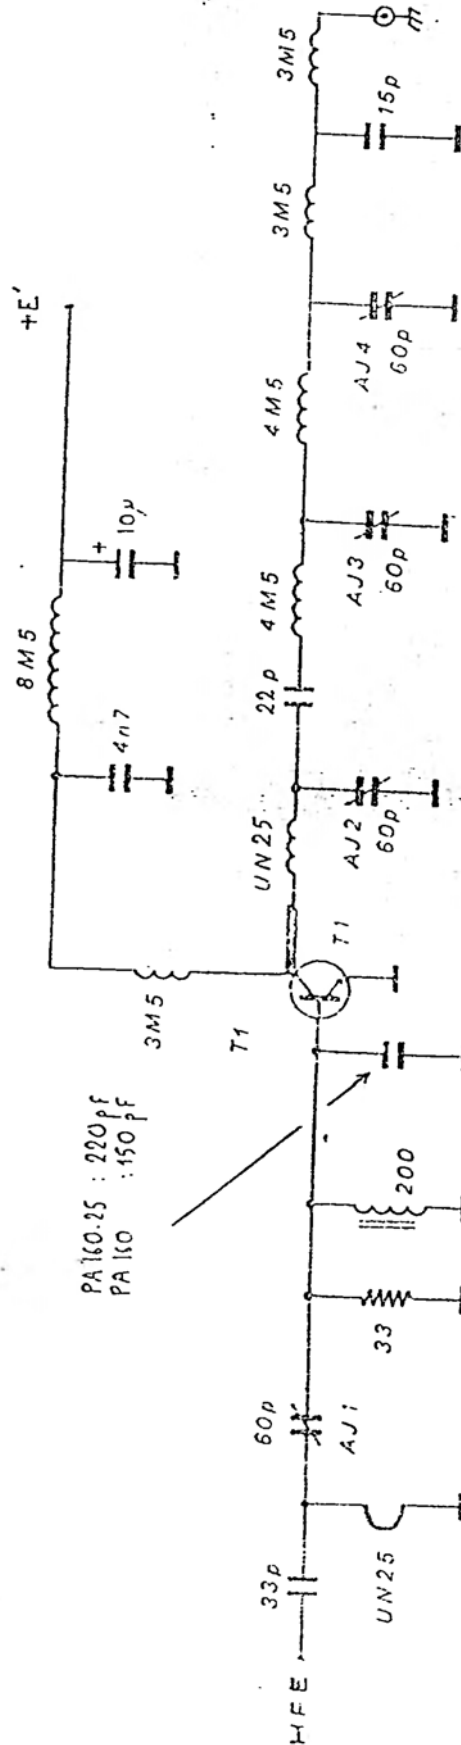 +E'
8M5
+
10µ
4n7
3M5
PA160.25 : 220pF
PA160 : 150pF
T1
T1
HFE
33p
UN25
60p
AJ1
33
200
UN25
AJ2
60p
22p
4M5
AJ3
60p
4M5
AJ4
60p
3M5
15p
3M5